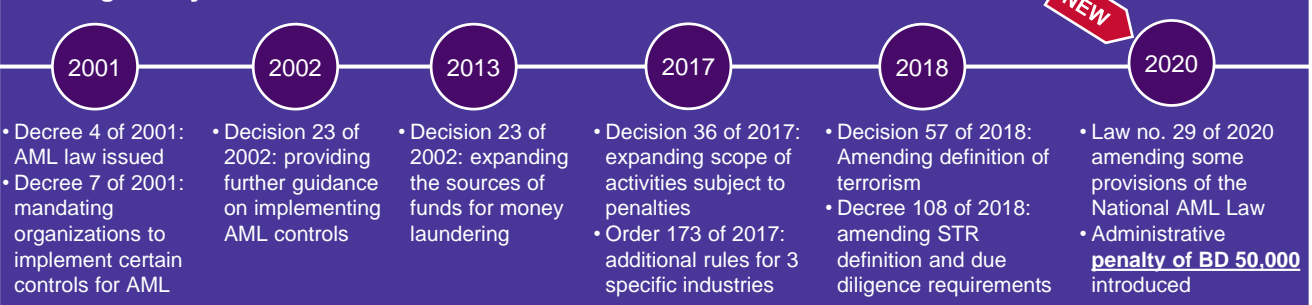 NEW
2001
2002
2013
2017
2018
2020
• Decree 4 of 2001:
AML law issued
• Decree 7 of 2001:
mandating
organizations to
implement certain
controls for AML
• Decision 23 of
2002: providing
further guidance
on implementing
AML controls
• Decision 23 of
2002: expanding
the sources of
funds for money
laundering
• Decision 36 of 2017:
expanding scope of
activities subject to
penalties
• Order 173 of 2017:
additional rules for 3
specific industries
• Decision 57 of 2018:
Amending definition of
terrorism
• Decree 108 of 2018:
amending STR
definition and due
diligence requirements
• Law no. 29 of 2020
amending some
provisions of the
National AML Law
• Administrative
penalty of BD 50,000
introduced